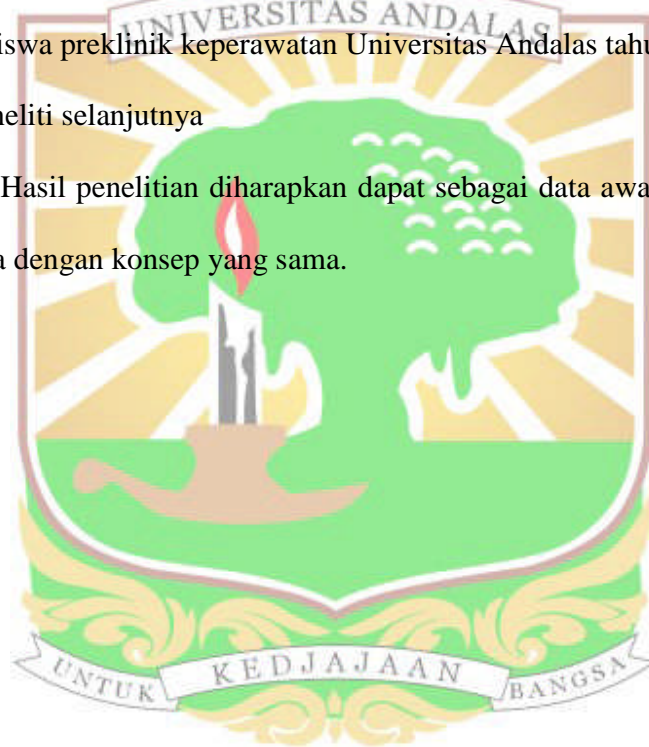 UNIVERSITAS ANDALAS
iswa preklinik keperawatan Universitas Andalas tahu
neliti selanjutnya
Hasil penelitian diharapkan dapat sebagai data awa
a dengan konsep yang sama.
UNTUK KEDJAJAAN BANGSA